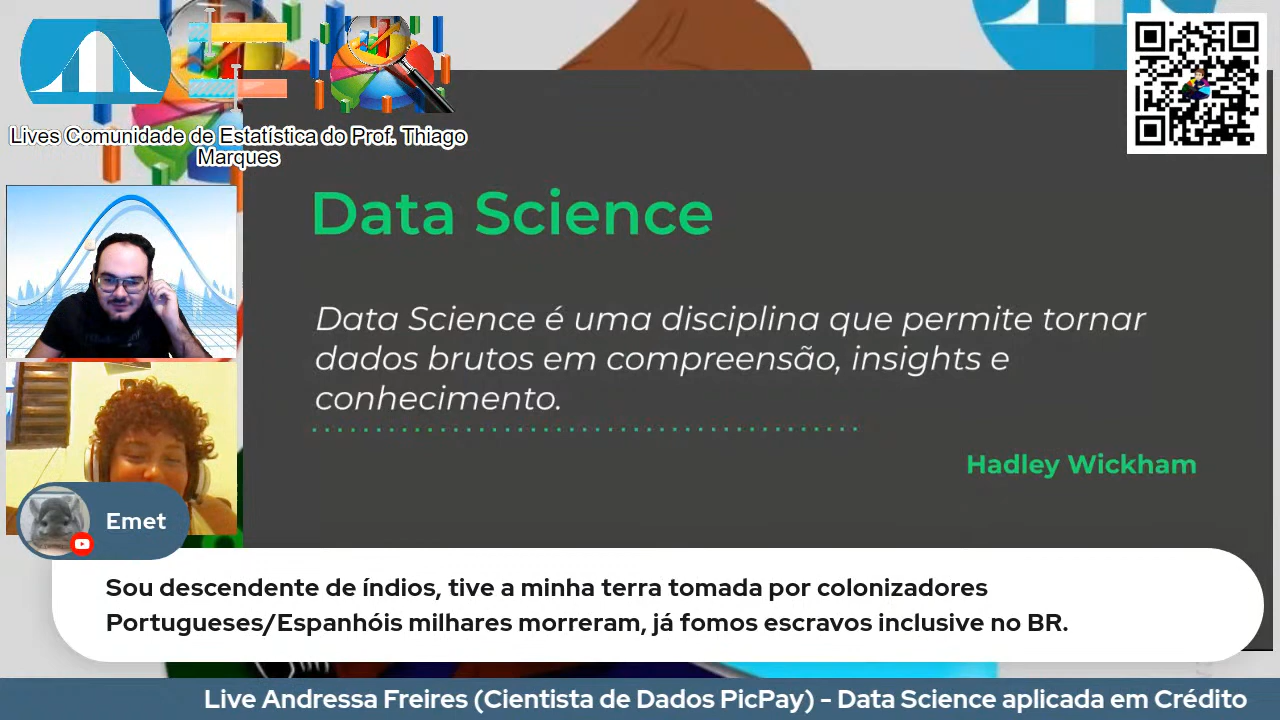 Lives Comunidade de Estatística do Prof. Thiago
Marques
Data Science
Data Science é uma disciplina que permite tornar
dados brutos em compreensão, insights e
conhecimento.
Hadley Wickham
Emet
Sou descendente de índios, tive a minha terra tomada por colonizadores
Portugueses/Espanhóis milhares morreram, já fomos escravos inclusive no BR.
Live Andressa Freires (Cientista de Dados PicPay) - Data Science aplicada em Crédito